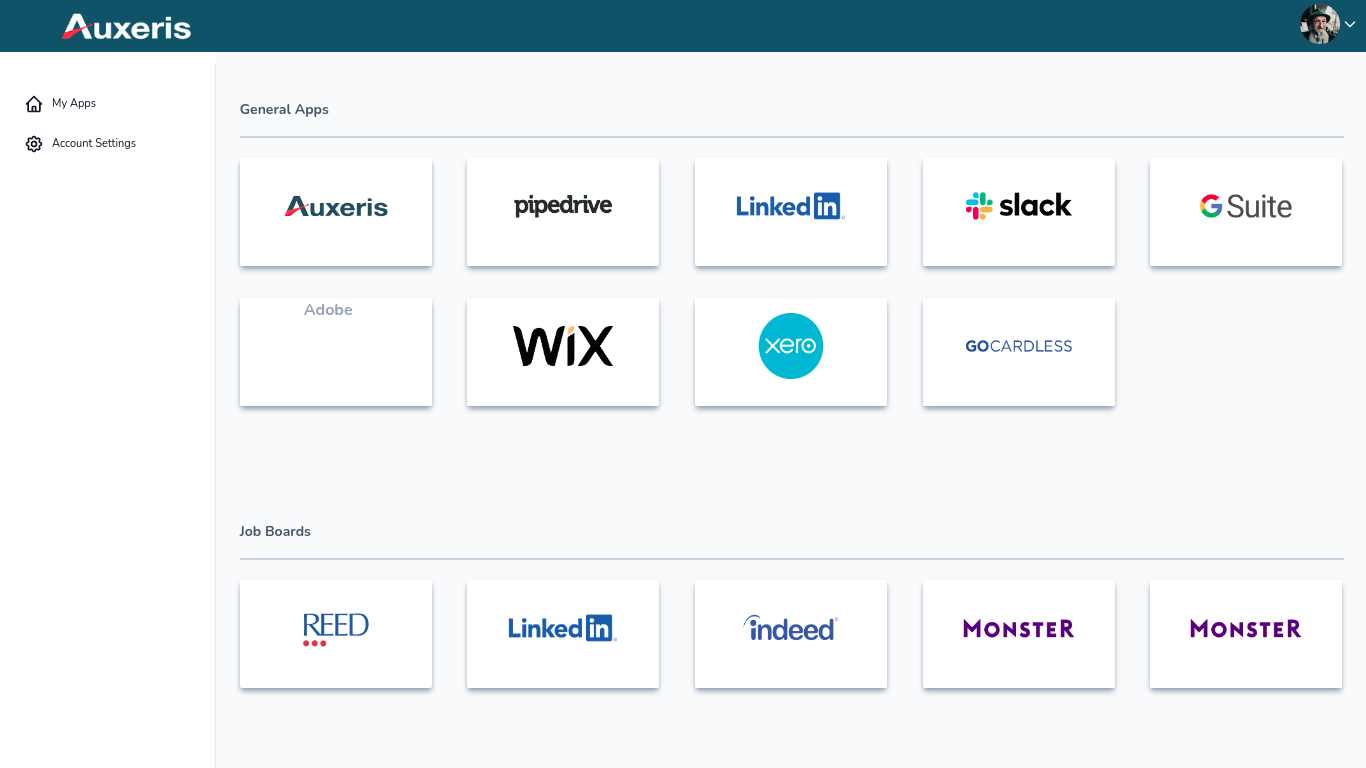 Auxeris
My Apps
Account Settings
General Apps
Auxeris
pipedrive
Linked in
slack
G Suite
Adobe
WiX
xero
GOCARDLESS
Job Boards
REED
Linked in
indeed
MONSTER
MONSTER